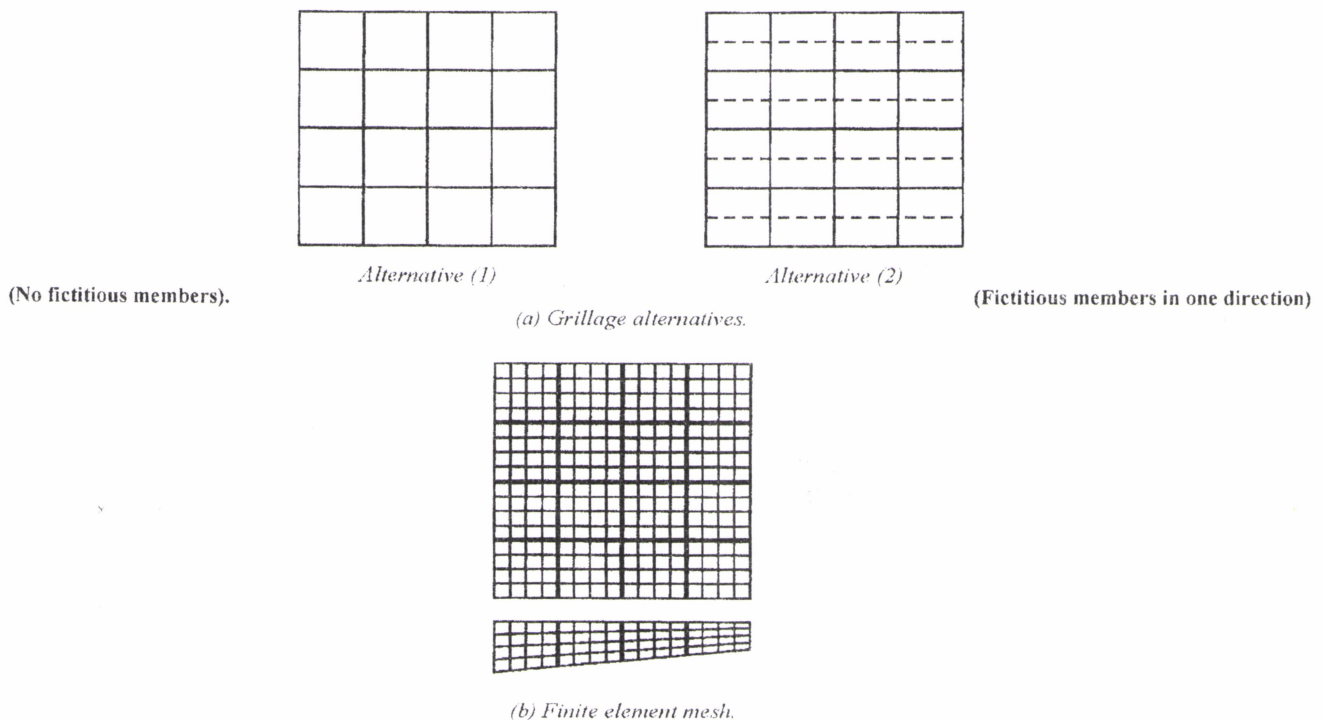 Alternative (1)
Alternative (2)
(No fictitious members).
(Fictitious members in one direction)
(a) Grillage alternatives.
(b) Finite element mesh.